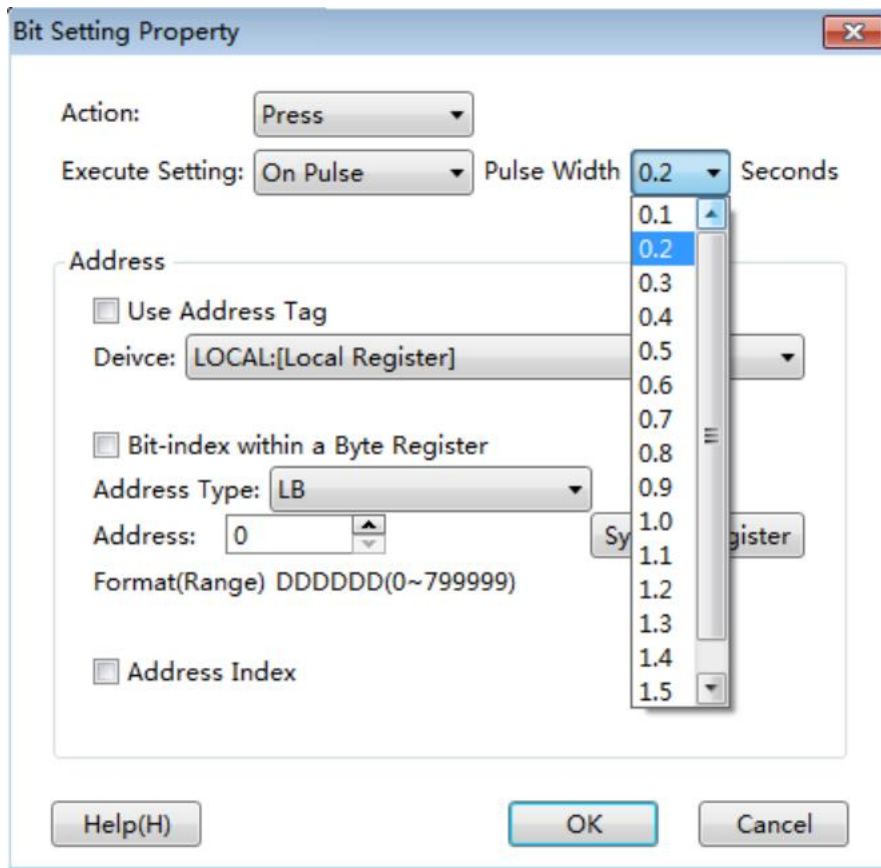 Bit Setting Property
Action: Press
Execute Setting: On Pulse Pulse Width 0.2 Seconds
0.1
0.2
0.3
0.4
0.5
0.6
0.7
0.8
0.9
1.0
1.1
1.2
1.3
1.4
1.5
Address
Use Address Tag
Deivce: LOCAL:[Local Register]
Bit-index within a Byte Register
Address Type: LB
Address: 0 Sy gister
Format(Range) DDDDDD(0~799999)
Address Index
Help(H) OK Cancel